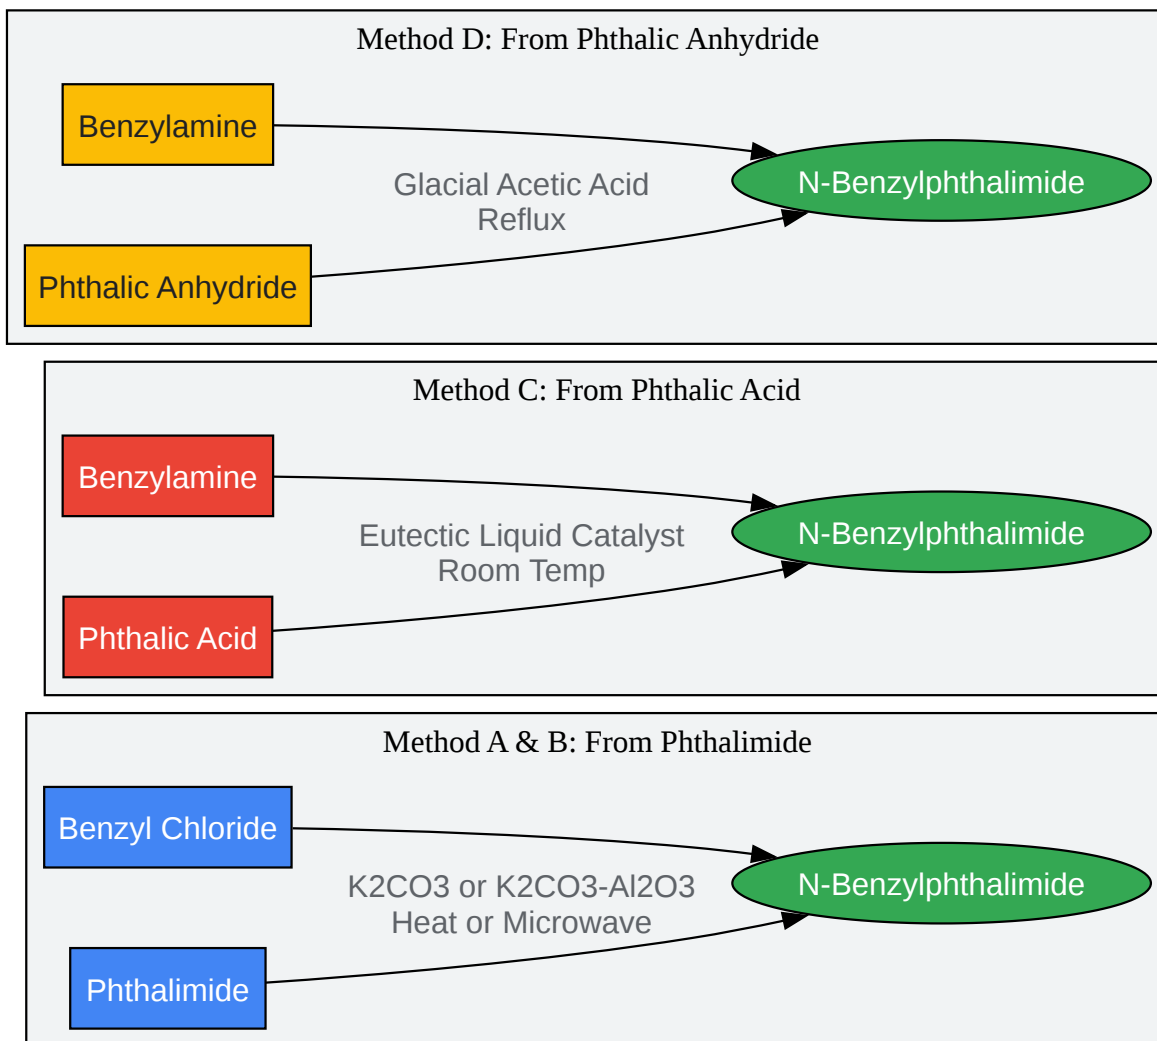 Method D: From Phthalic Anhydride
Benzylamine
Glacial Acetic Acid
Reflux
N-Benzylphthalimide
Phthalic Anhydride
Method C: From Phthalic Acid
Benzylamine
Eutectic Liquid Catalyst
Room Temp
N-Benzylphthalimide
Phthalic Acid
Method A & B: From Phthalimide
Benzyl Chloride
K2CO3 or K2CO3-Al2O3
Heat or Microwave
N-Benzylphthalimide
Phthalimide